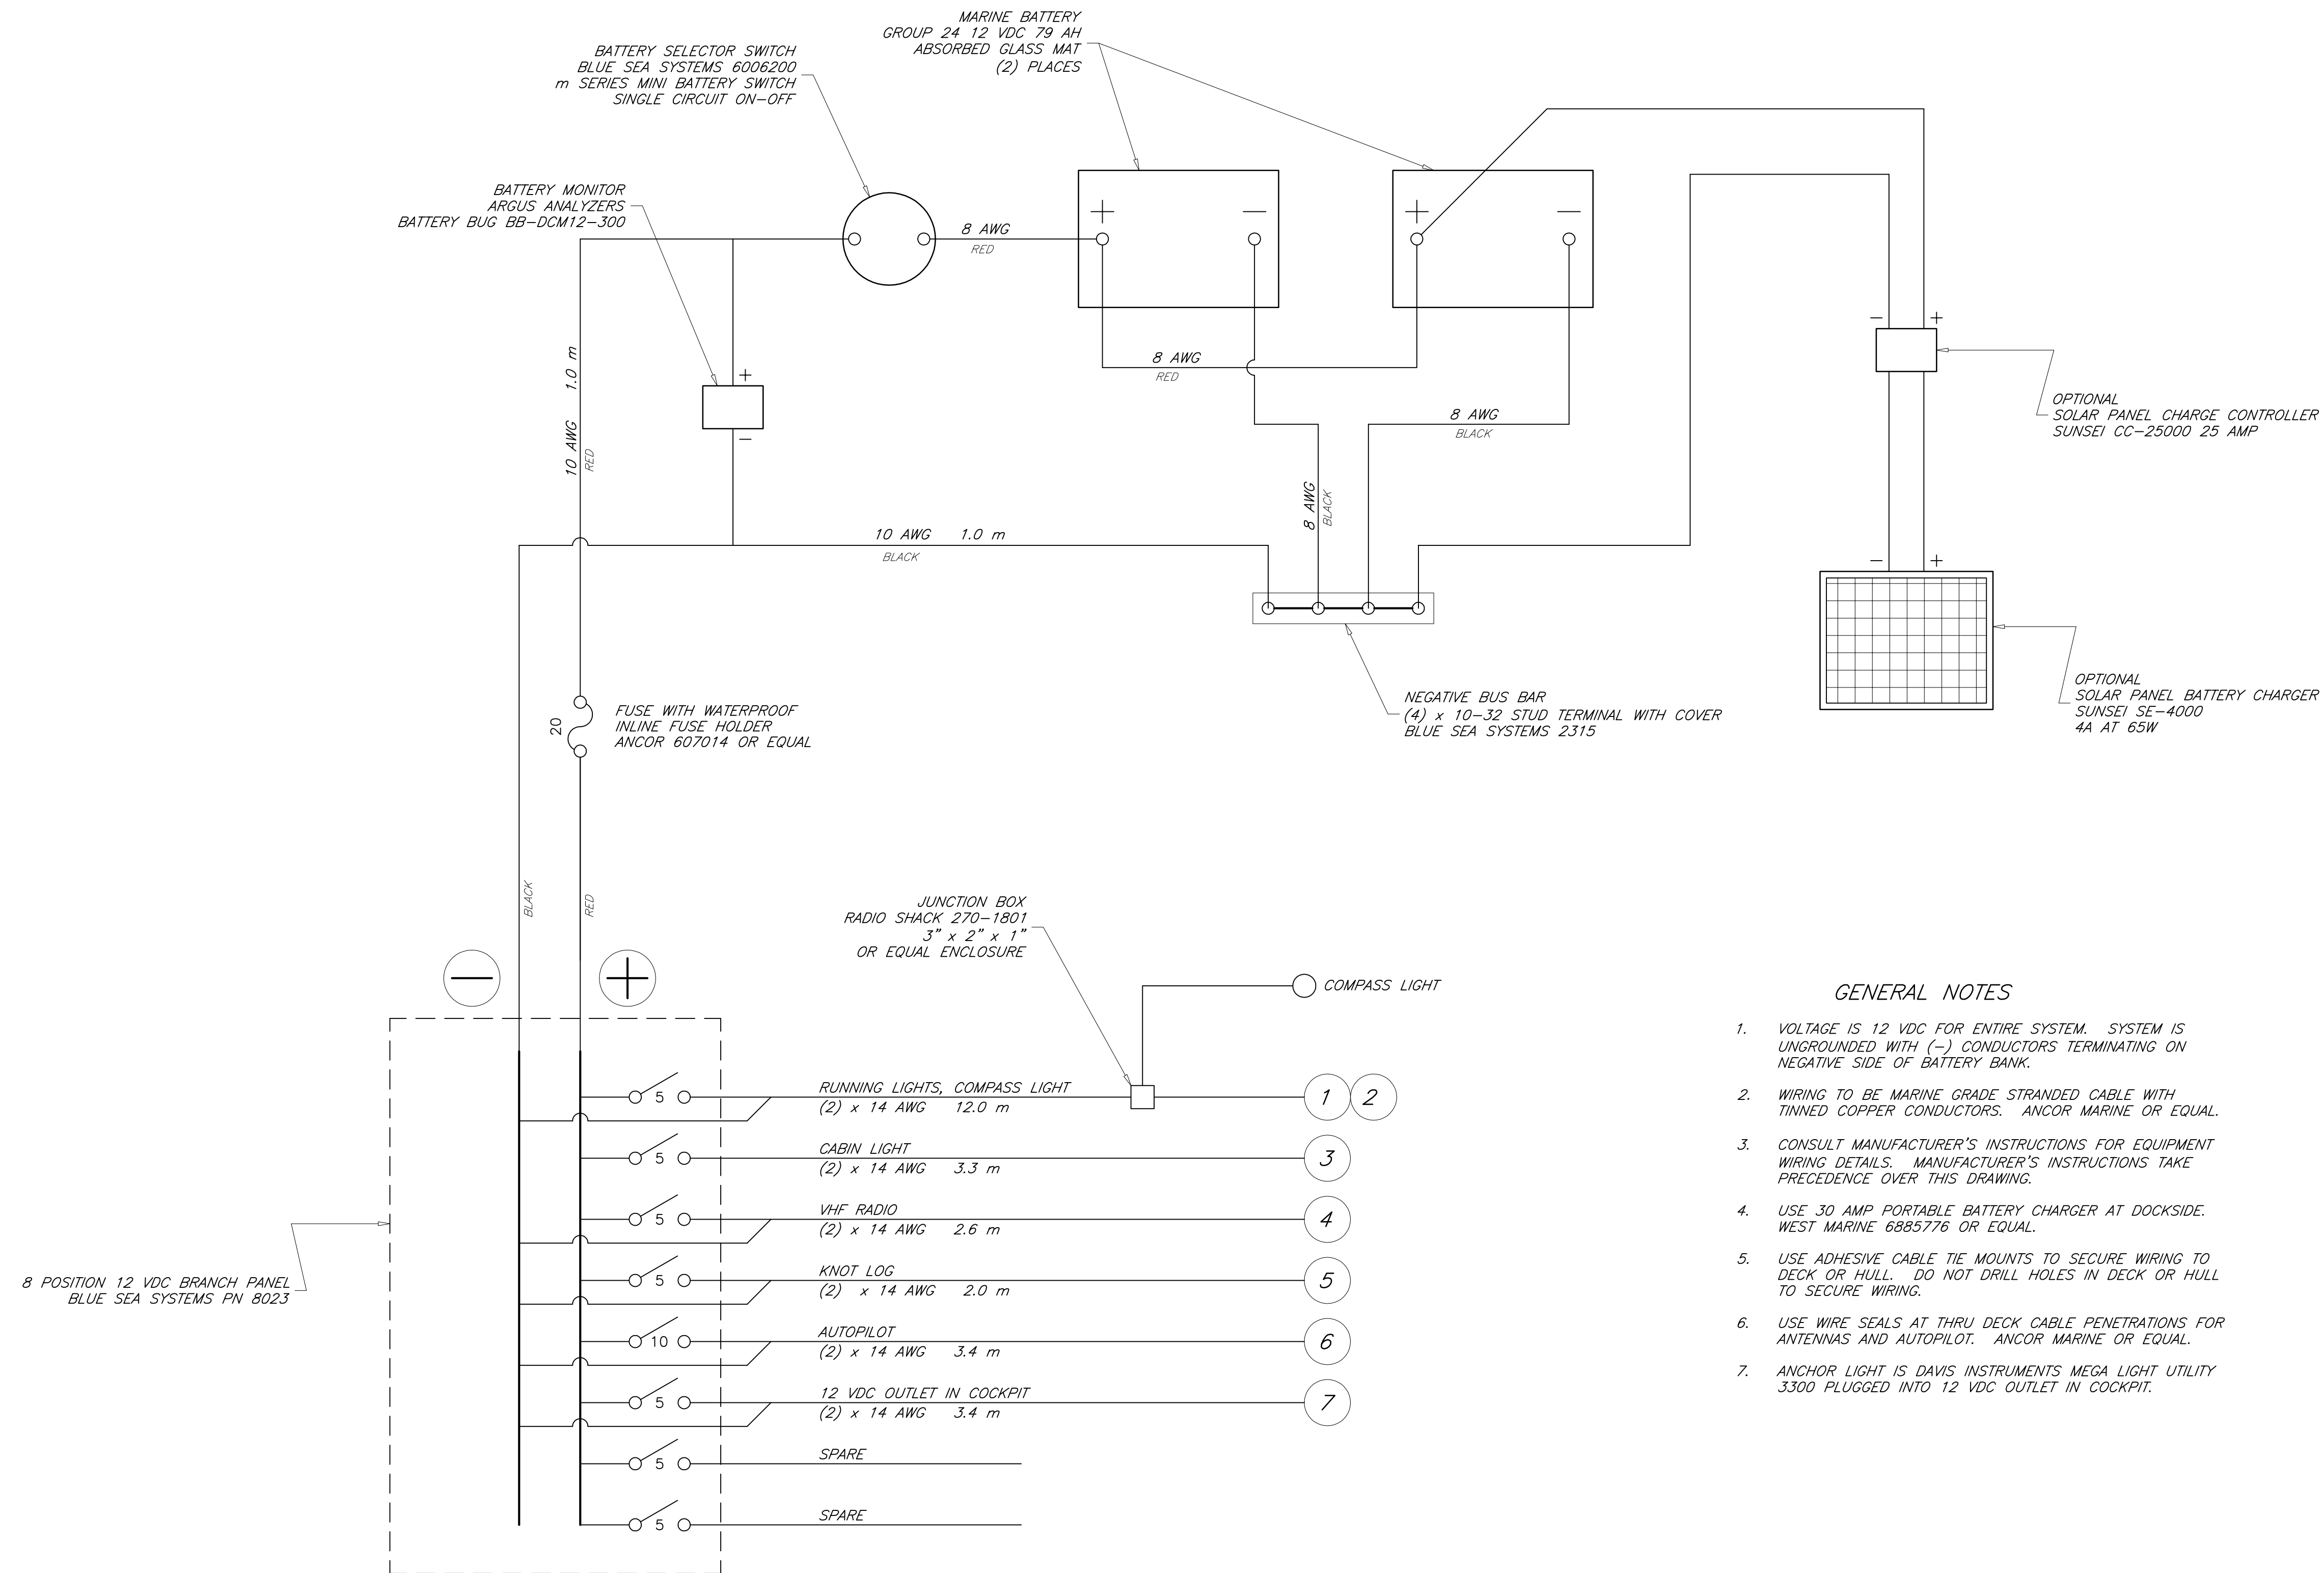 MARINE BATTERY
GROUP 24 12 VDC 79 AH
ABSORBED GLASS MAT
(2) PLACES
BATTERY SELECTOR SWITCH
BLUE SEA SYSTEMS 6006200
m SERIES MINI BATTERY SWITCH
SINGLE CIRCUIT ON-OFF
BATTERY MONITOR
ARGUS ANALYZERS
BATTERY BUG BB-DCM12-300
8 AWG
RED
+
−
+
−
8 AWG
RED
8 AWG
BLACK
8 AWG
BLACK
10 AWG 1.0 m
RED
+
−
10 AWG 1.0 m
BLACK
−
+
OPTIONAL
SOLAR PANEL CHARGE CONTROLLER
SUNSEI CC-25000 25 AMP
−
+
OPTIONAL
SOLAR PANEL BATTERY CHARGER
SUNSEI SE-4000
4A AT 65W
NEGATIVE BUS BAR
(4) x 10-32 STUD TERMINAL WITH COVER
BLUE SEA SYSTEMS 2315
20
FUSE WITH WATERPROOF
INLINE FUSE HOLDER
ANCOR 607014 OR EQUAL
BLACK
RED
−
+
JUNCTION BOX
RADIO SHACK 270-1801
3" x 2" x 1"
OR EQUAL ENCLOSURE
COMPASS LIGHT
8 POSITION 12 VDC BRANCH PANEL
BLUE SEA SYSTEMS PN 8023
5
RUNNING LIGHTS, COMPASS LIGHT
(2) x 14 AWG 12.0 m
1 2
5
CABIN LIGHT
(2) x 14 AWG 3.3 m
3
5
VHF RADIO
(2) x 14 AWG 2.6 m
4
5
KNOT LOG
(2) x 14 AWG 2.0 m
5
10
AUTOPILOT
(2) x 14 AWG 3.4 m
6
5
12 VDC OUTLET IN COCKPIT
(2) x 14 AWG 3.4 m
7
5
SPARE
5
SPARE
GENERAL NOTES
1. VOLTAGE IS 12 VDC FOR ENTIRE SYSTEM. SYSTEM IS
UNGROUNDED WITH (-) CONDUCTORS TERMINATING ON
NEGATIVE SIDE OF BATTERY BANK.
2. WIRING TO BE MARINE GRADE STRANDED CABLE WITH
TINNED COPPER CONDUCTORS. ANCOR MARINE OR EQUAL.
3. CONSULT MANUFACTURER'S INSTRUCTIONS FOR EQUIPMENT
WIRING DETAILS. MANUFACTURER'S INSTRUCTIONS TAKE
PRECEDENCE OVER THIS DRAWING.
4. USE 30 AMP PORTABLE BATTERY CHARGER AT DOCKSIDE.
WEST MARINE 6885776 OR EQUAL.
5. USE ADHESIVE CABLE TIE MOUNTS TO SECURE WIRING TO
DECK OR HULL. DO NOT DRILL HOLES IN DECK OR HULL
TO SECURE WIRING.
6. USE WIRE SEALS AT THRU DECK CABLE PENETRATIONS FOR
ANTENNAS AND AUTOPILOT. ANCOR MARINE OR EQUAL.
7. ANCHOR LIGHT IS DAVIS INSTRUMENTS MEGA LIGHT UTILITY
3300 PLUGGED INTO 12 VDC OUTLET IN COCKPIT.